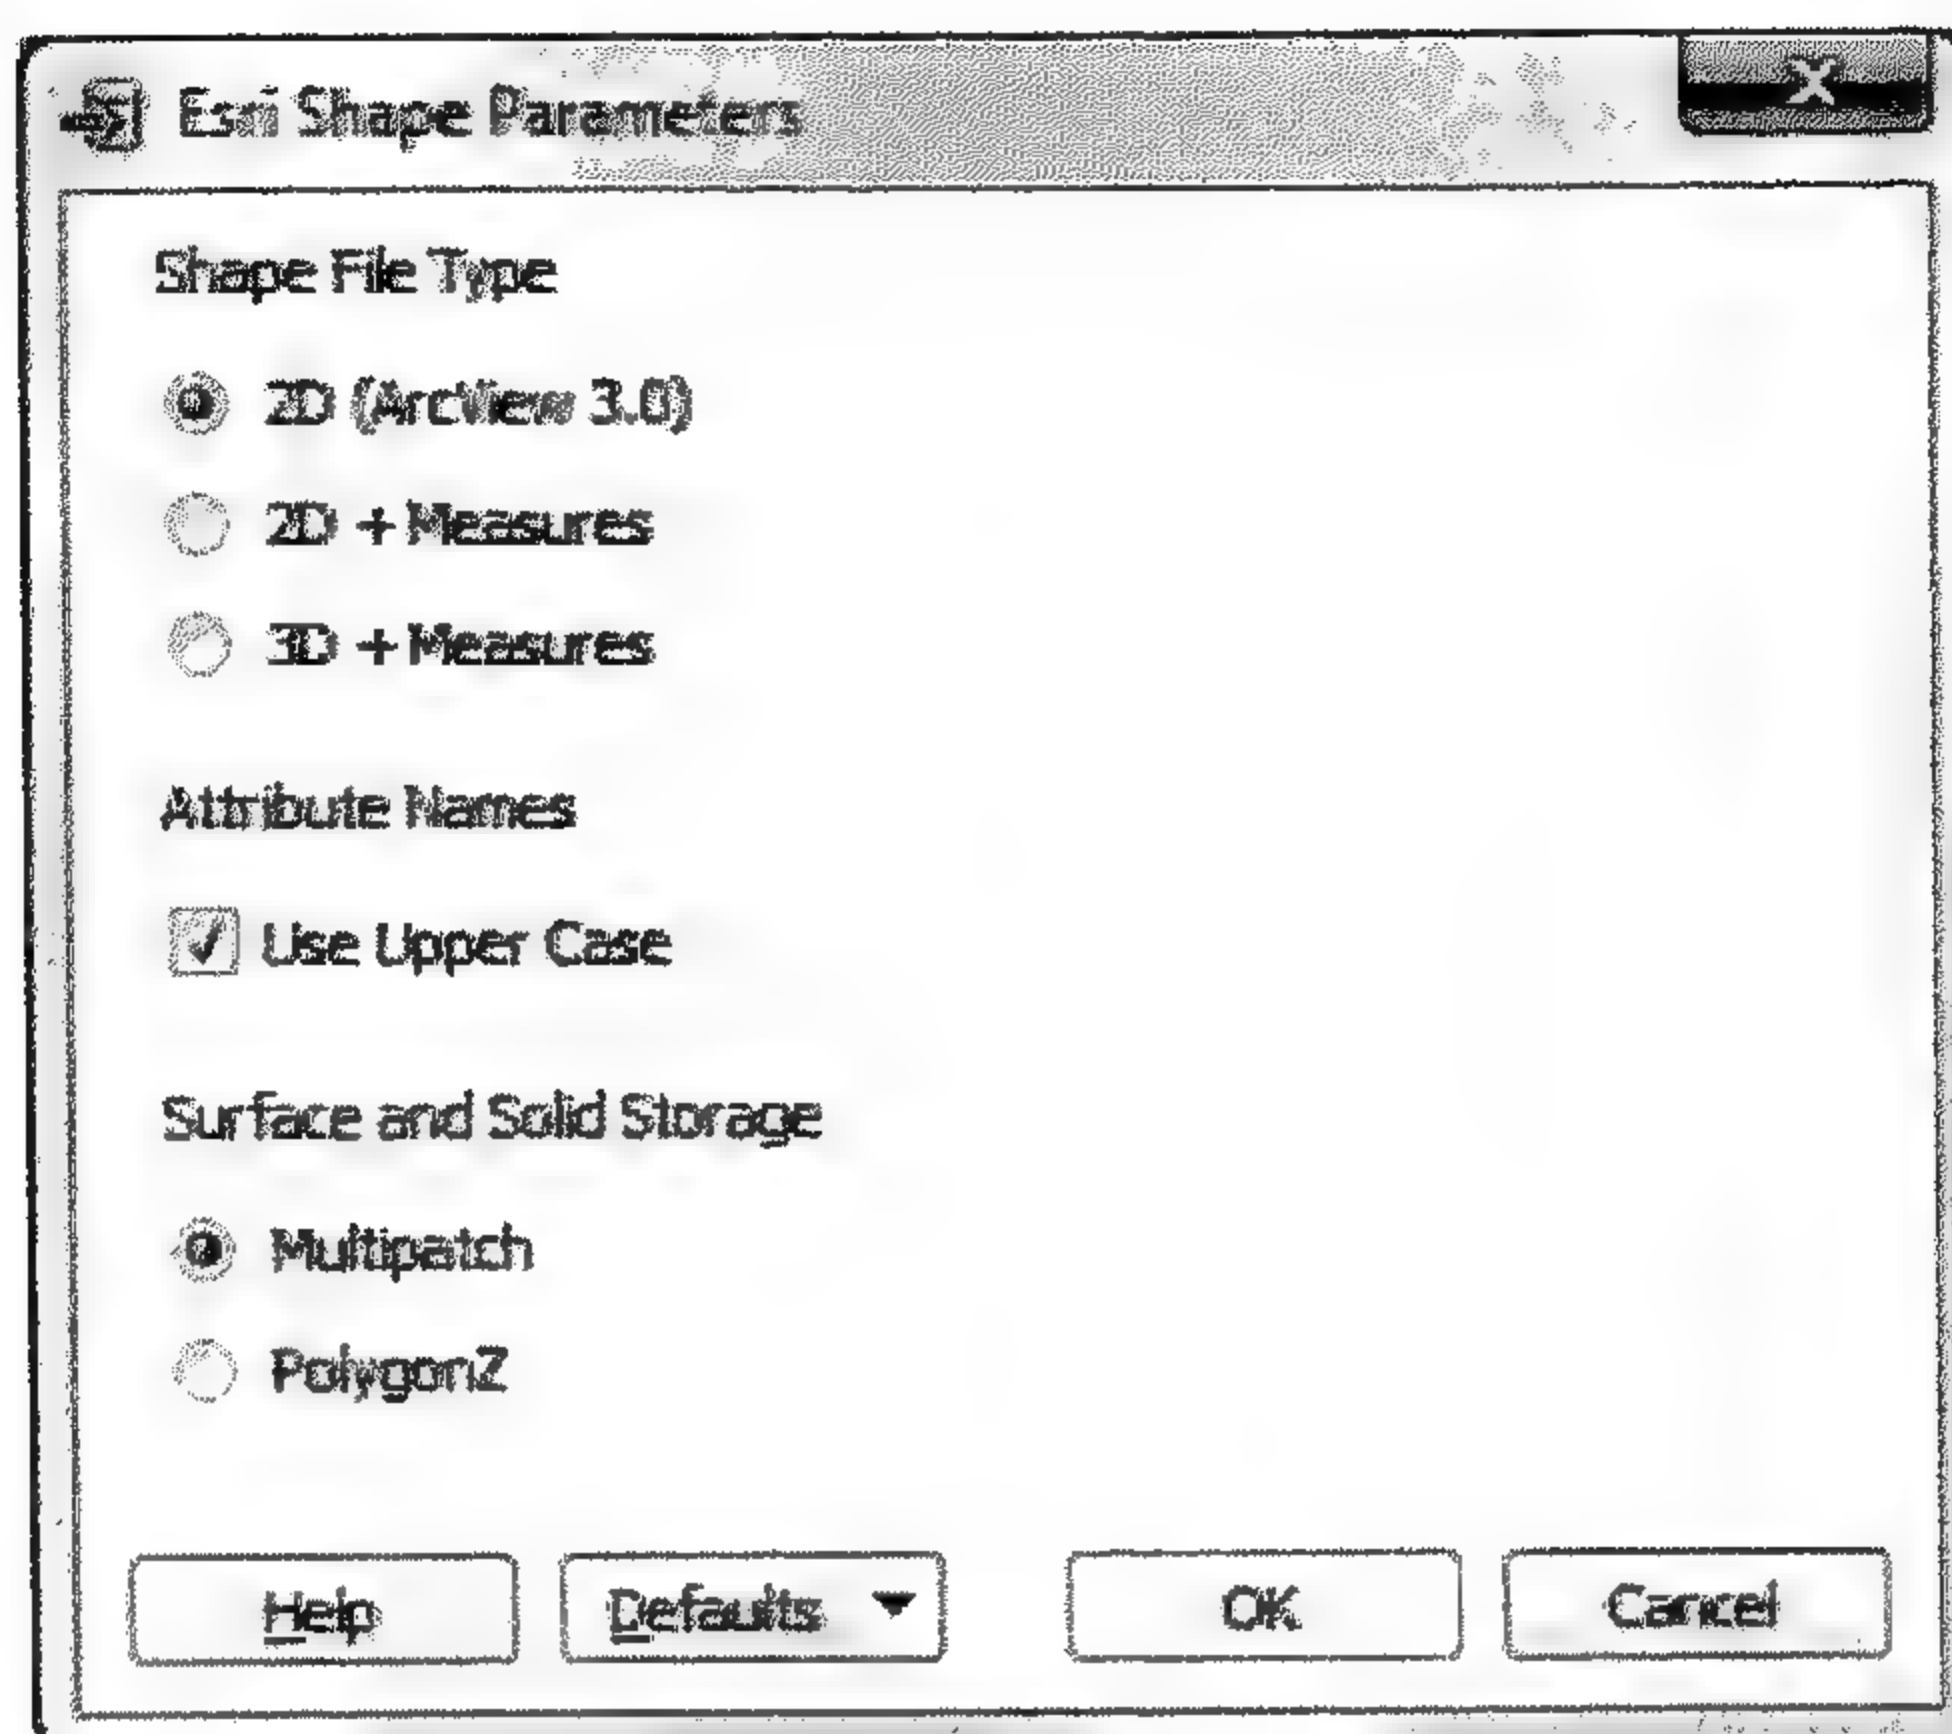 Esri Shape Parameters
Shape File Type
2D (ArcView 3.0)
2D + Measures
3D + Measures
Attribute Names
Use Upper Case
Surface and Solid Storage
Multipatch
PolygonZ
Help Defaults OK Cancel